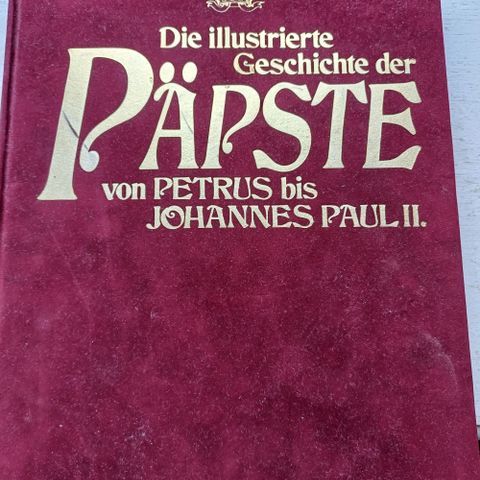 Die illustrierte
Geschichte der
PÄPSTE
von PETRUS bis
JOHANNES PAUL II.